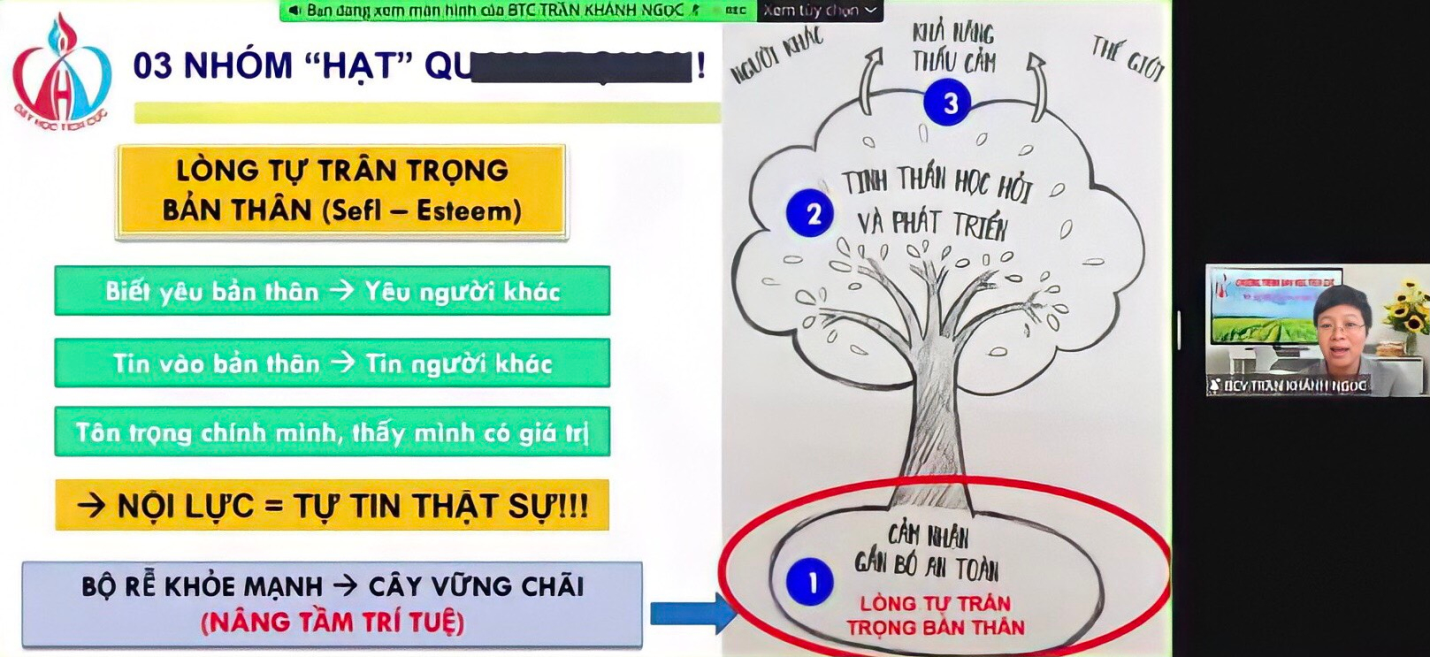 Bạn đang xem màn hình của BTC TRẦN KHÁNH NGỌC
REC
Xem tùy chọn
DẠY HỌC TÍCH CỰC
03 NHÓM “HẠT” QU !
LÒNG TỰ TRÂN TRỌNG
BẢN THÂN (Sefl – Esteem)
Biết yêu bản thân → Yêu người khác
Tin vào bản thân → Tin người khác
Tôn trọng chính mình, thấy mình có giá trị
→ NỘI LỰC = TỰ TIN THẬT SỰ!!!
BỘ RỄ KHỎE MẠNH → CÂY VỮNG CHÃI
(NÂNG TẦM TRÍ TUỆ)
NGƯỜI KHÁC
KHẢ NĂNG
THẤU CẢM
THẾ GIỚI
3
2
TINH THẦN HỌC HỎI
VÀ PHÁT TRIỂN
CẢM NHẬN
GẮN BÓ AN TOÀN
1
LÒNG TỰ TRÂN
TRỌNG BẢN THÂN
TRẦN KHÁNH NGỌC